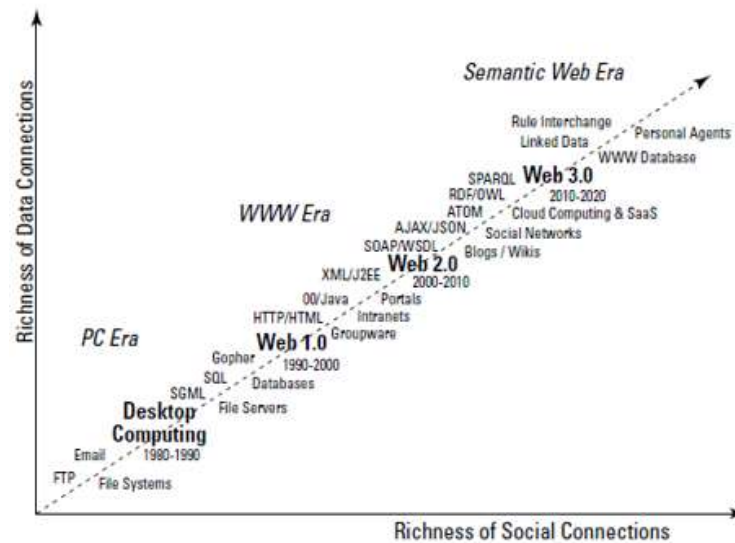 Semantic Web Era
Rule Interchange
Personal Agents
Linked Data
WWW Database
SPARQL
Web 3.0
2010-2020
RDF/OWL
WWW Era
ATOM
Cloud Computing & SaaS
AJAX/JSON
Social Networks
SOAP/WSDL
Blogs / Wikis
Web 2.0
2000-2010
XML/J2EE
OO/Java
Portals
HTTP/HTML
Intranets
Groupware
PC Era
Web 1.0
1990-2000
Gopher
SQL
Databases
SGML
File Servers
Desktop
Computing
1980-1990
Email
FTP
File Systems
Richness of Data Connections
Richness of Social Connections